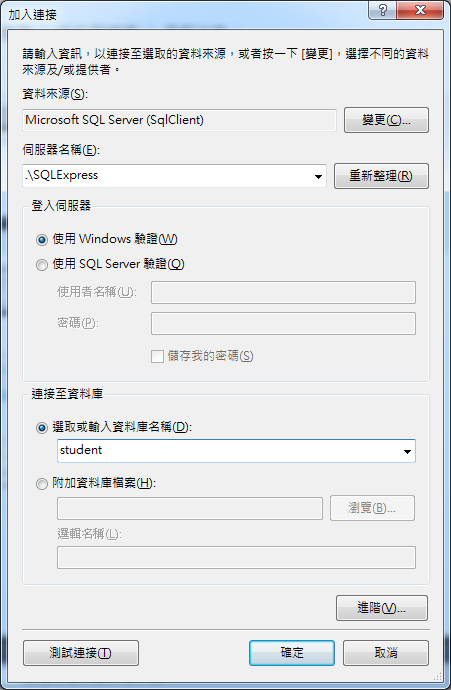 加入連接
請輸入資訊，以連接至選取的資料來源，或者按一下 [變更]，選擇不同的資料
來源及/或提供者。
資料來源(S):
Microsoft SQL Server (SqlClient)
變更(C)...
伺服器名稱(E):
.\SQLExpress
重新整理(R)
登入伺服器
使用 Windows 驗證(W)
使用 SQL Server 驗證(Q)
使用者名稱(U):
密碼(P):
儲存我的密碼(S)
連接至資料庫
選取或輸入資料庫名稱(D):
student
附加資料庫檔案(H):
瀏覽(B)...
邏輯名稱(L):
進階(V)...
測試連接(T)
確定
取消